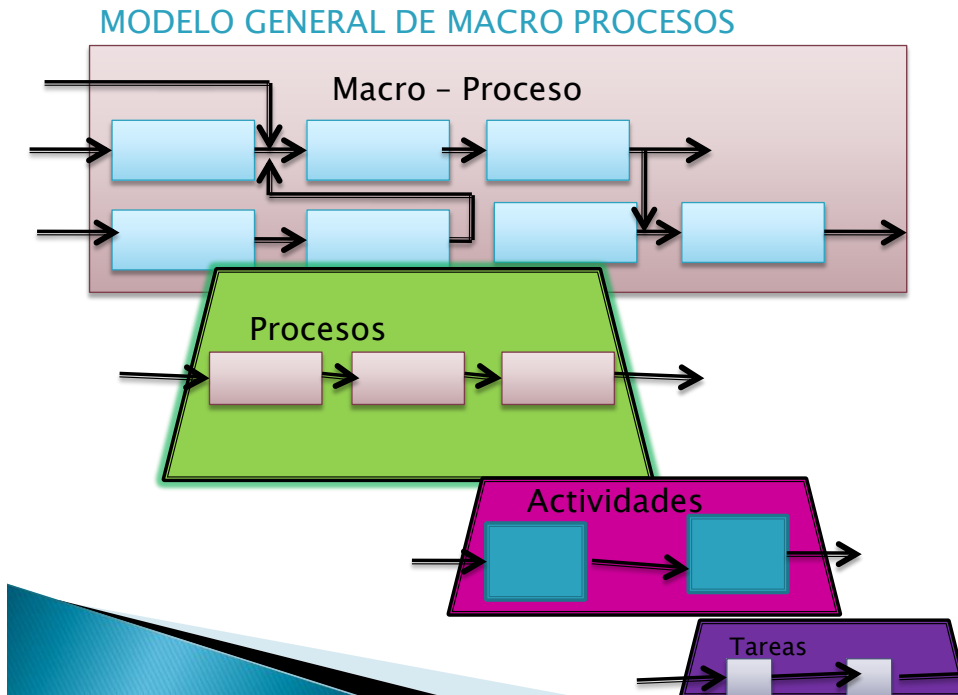 MODELO GENERAL DE MACRO PROCESOS
Macro – Proceso
Procesos
Actividades
Tareas